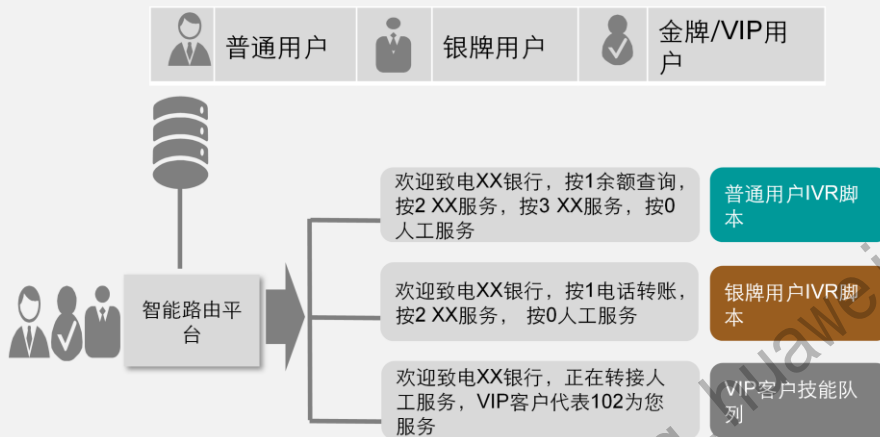 普通用户
银牌用户
金牌/VIP用
户
欢迎致电XX银行，按1余额查询，
按2 XX服务，按3 XX服务，按0
人工服务
普通用户IVR脚
本
智能路由平
台
欢迎致电XX银行，按1电话转账，
按2 XX服务， 按0人工服务
银牌用户IVR脚
本
欢迎致电XX银行，正在转接人
工服务，VIP客户代表102为您
服务
VIP客户技能队
列
huawei